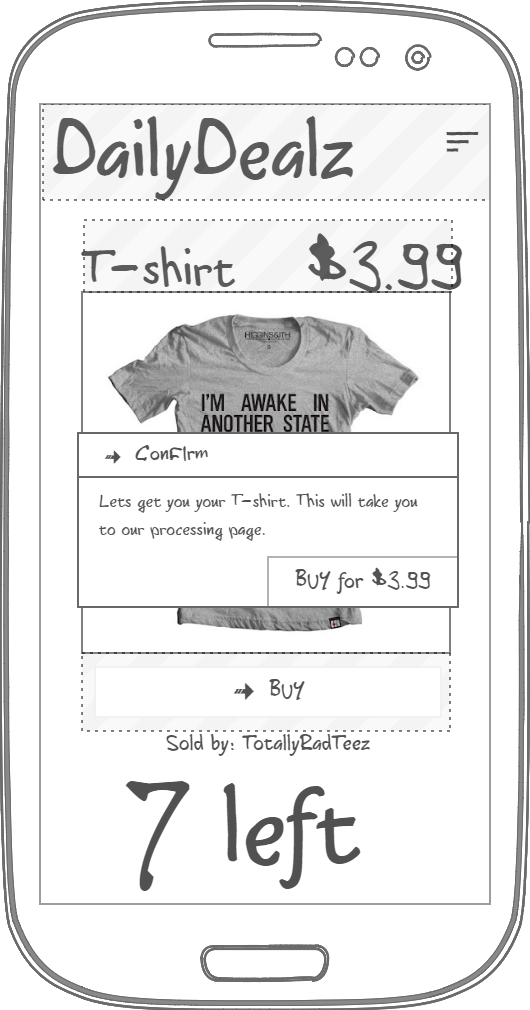 DailyDealz
T-shirt $3.99
I'M AWAKE IN
ANOTHER STATE
Confirm
Lets get you your T-shirt. This will take you
to our processing page.
BUY for $3.99
BUY
Sold by: TotallyRadTeez
7 left